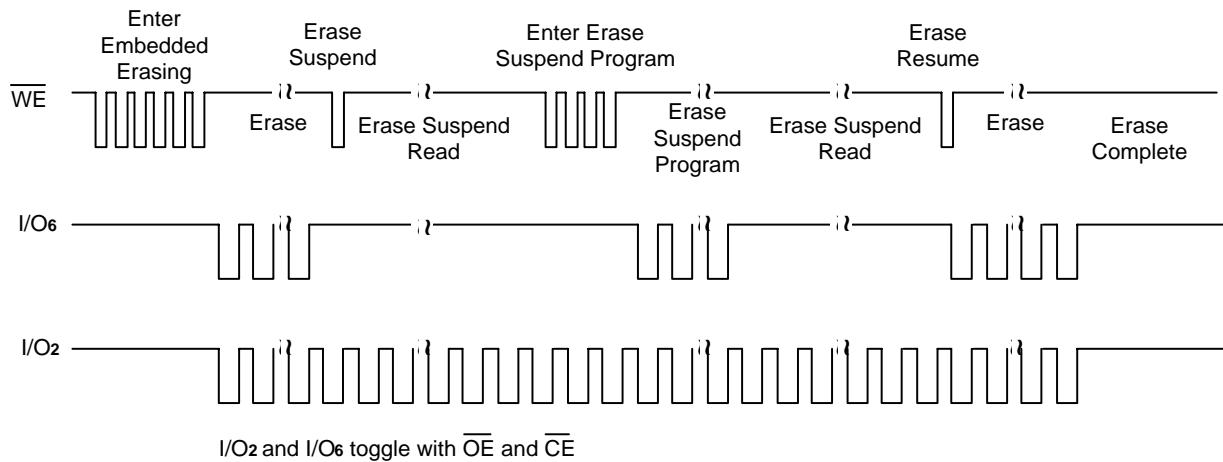 Enter
Embedded
Erasing
Erase
Suspend
Enter Erase
Suspend Program
Erase
Resume
WE
Erase
Erase Suspend
Read
Erase
Suspend
Program
Erase Suspend
Read
Erase
Erase
Complete
I/O6
I/O2
I/O2 and I/O6 toggle with OE and CE